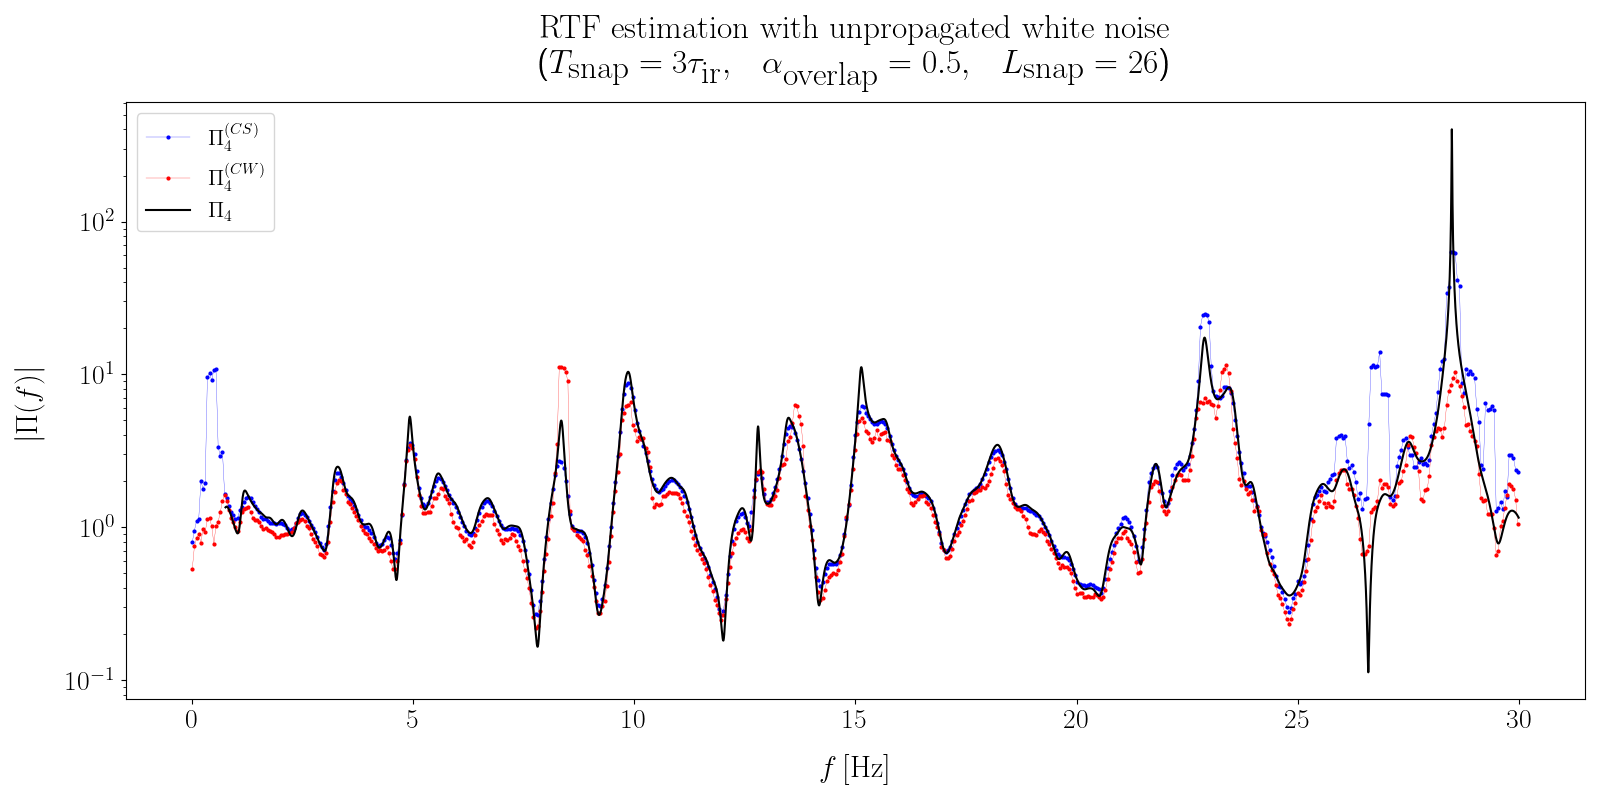 RTF estimation with unpropagated white noise
(T_snap = 3τ_ir, α_overlap = 0.5, L_snap = 26)
Π_4^(CS)
Π_4^(CW)
Π_4
|Π(f)|
10^2
10^1
10^0
10^−1
0 5 10 15 20 25 30
f [Hz]